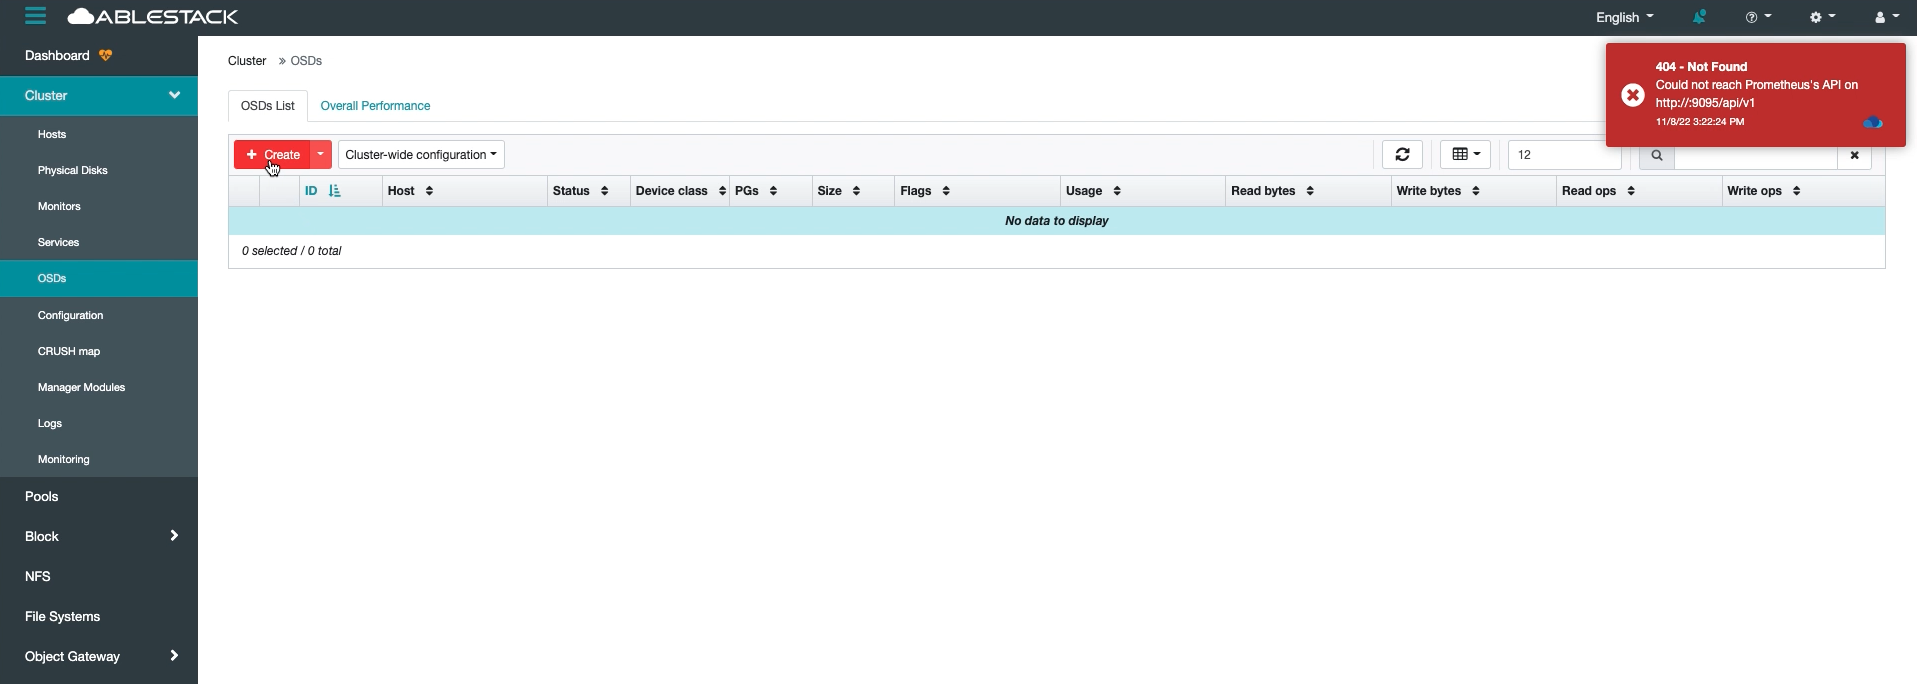 ABLESTACK
English
Dashboard
Cluster
Hosts
Physical Disks
Monitors
Services
OSDs
Configuration
CRUSH map
Manager Modules
Logs
Monitoring
Pools
Block
NFS
File Systems
Object Gateway
Cluster » OSDs
OSDs List Overall Performance
+ Create Cluster-wide configuration 12
ID Host Status Device class PGs Size Flags Usage Read bytes Write bytes Read ops Write ops
No data to display
0 selected / 0 total
404 - Not Found
Could not reach Prometheus's API on
http://:9095/api/v1
11/8/22 3:22:24 PM